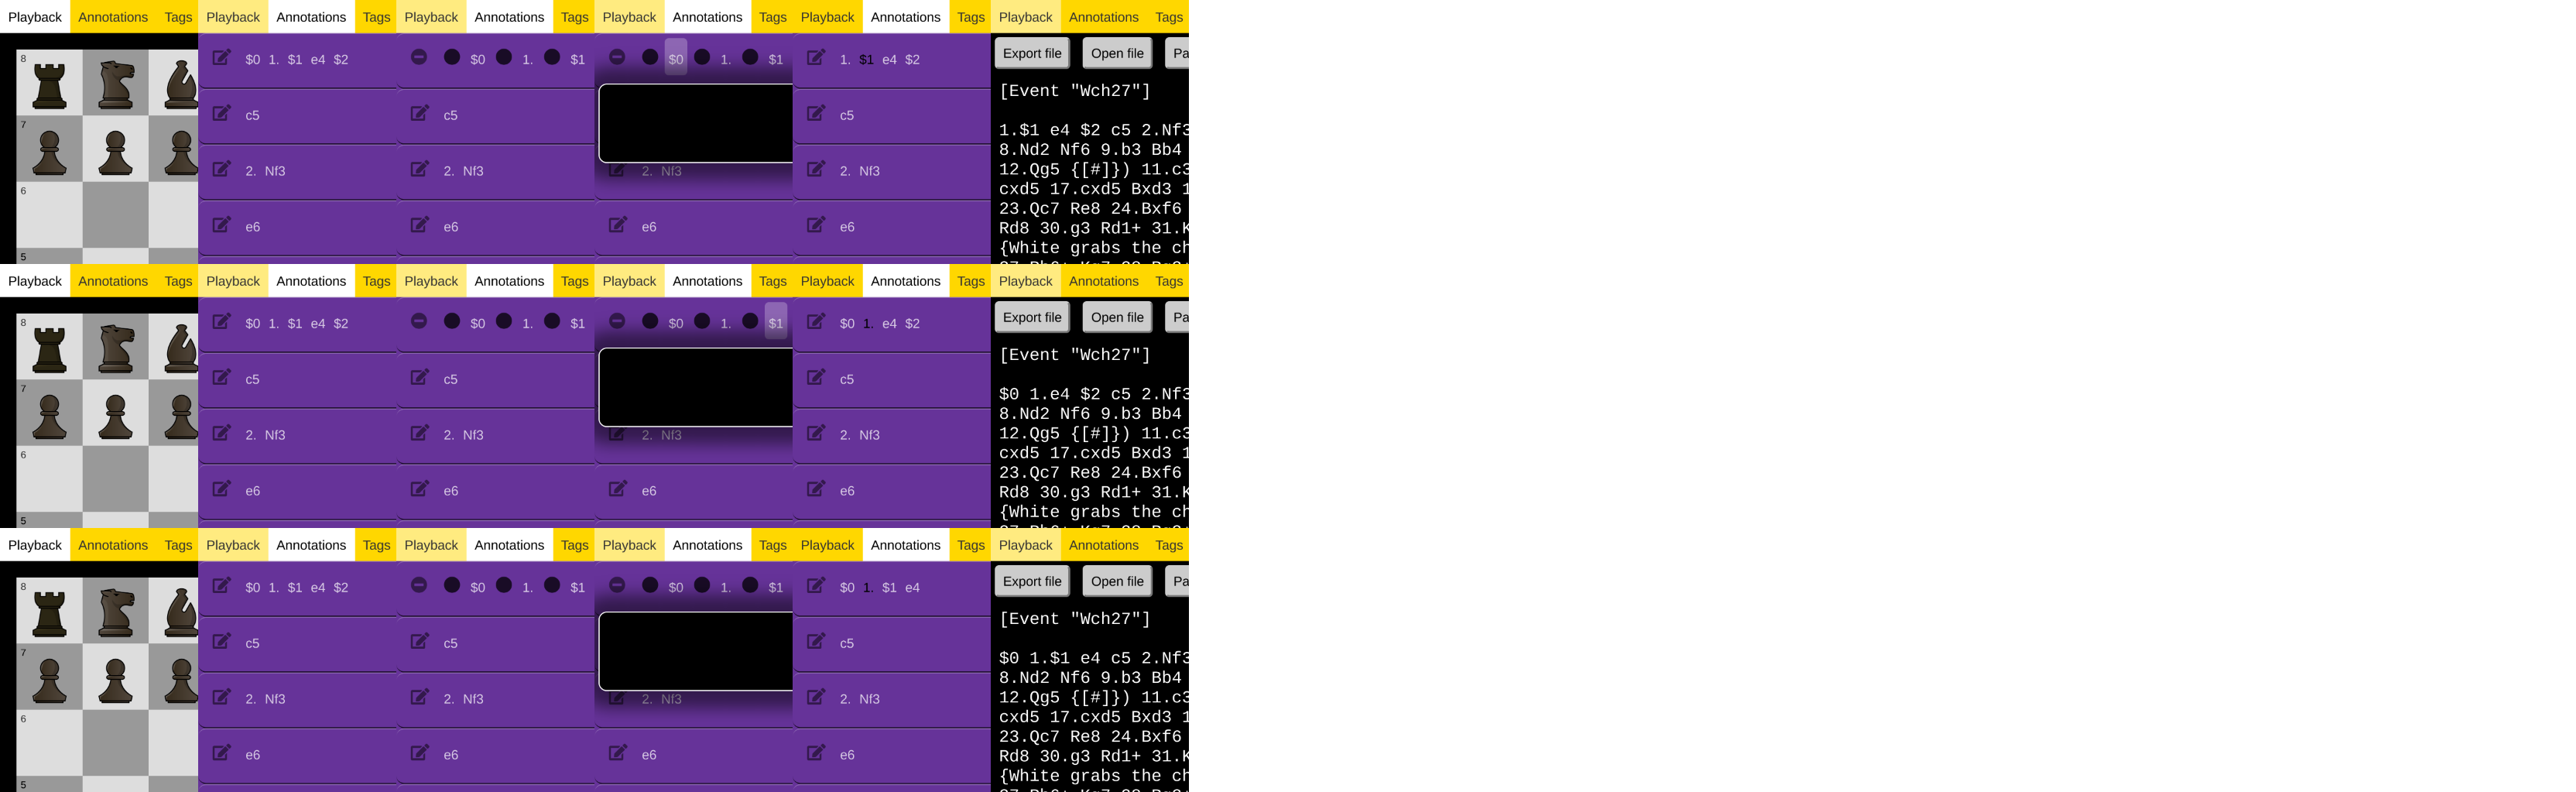 Playback Annotations Tags Playback Annotations Tags Playback Annotations Tags Playback Annotations Tags Playback Annotations Tags Playback Annotations Tags
8 $0 1. $1 e4 $2 $0 1. $1 $0 1. $1 1. $1 e4 $2 Export file Open file Pa
[Event "Wch27"]
7 c5 c5 c5 1.$1 e4 $2 c5 2.Nf3
8.Nd2 Nf6 9.b3 Bb4
2. Nf3 2. Nf3 2. Nf3 2. Nf3 12.Qg5 {[#]}) 11.c3
6 cxd5 17.cxd5 Bxd3 1
23.Qc7 Re8 24.Bxf6
e6 e6 e6 e6 Rd8 30.g3 Rd1+ 31.K
5 {White grabs the ch
Playback Annotations Tags Playback Annotations Tags Playback Annotations Tags Playback Annotations Tags Playback Annotations Tags Playback Annotations Tags
8 $0 1. $1 e4 $2 $0 1. $1 $0 1. $1 $0 1. e4 $2 Export file Open file Pa
[Event "Wch27"]
7 c5 c5 c5 $0 1.e4 $2 c5 2.Nf3
8.Nd2 Nf6 9.b3 Bb4
2. Nf3 2. Nf3 2. Nf3 2. Nf3 12.Qg5 {[#]}) 11.c3
6 cxd5 17.cxd5 Bxd3 1
23.Qc7 Re8 24.Bxf6
e6 e6 e6 e6 Rd8 30.g3 Rd1+ 31.K
5 {White grabs the ch
Playback Annotations Tags Playback Annotations Tags Playback Annotations Tags Playback Annotations Tags Playback Annotations Tags Playback Annotations Tags
8 $0 1. $1 e4 $2 $0 1. $1 $0 1. $1 $0 1. $1 e4 Export file Open file Pa
[Event "Wch27"]
7 c5 c5 c5 $0 1.$1 e4 c5 2.Nf3
8.Nd2 Nf6 9.b3 Bb4
2. Nf3 2. Nf3 2. Nf3 2. Nf3 12.Qg5 {[#]}) 11.c3
6 cxd5 17.cxd5 Bxd3 1
23.Qc7 Re8 24.Bxf6
e6 e6 e6 e6 Rd8 30.g3 Rd1+ 31.K
5 {White grabs the ch